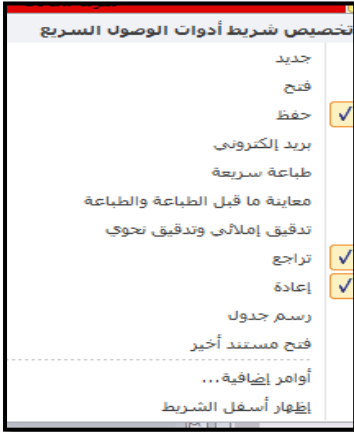 تخصيص شريط أدوات الوصول السريع
جديد
فتح
حفظ
بريد إلكتروني
طباعة سريعة
معاينة ما قبل الطباعة والطباعة
تدقيق إملائي وتدقيق نحوي
تراجع
إعادة
رسم جدول
فتح مستند أخير
أوامر إضافية...
إظهار أسفل الشريط